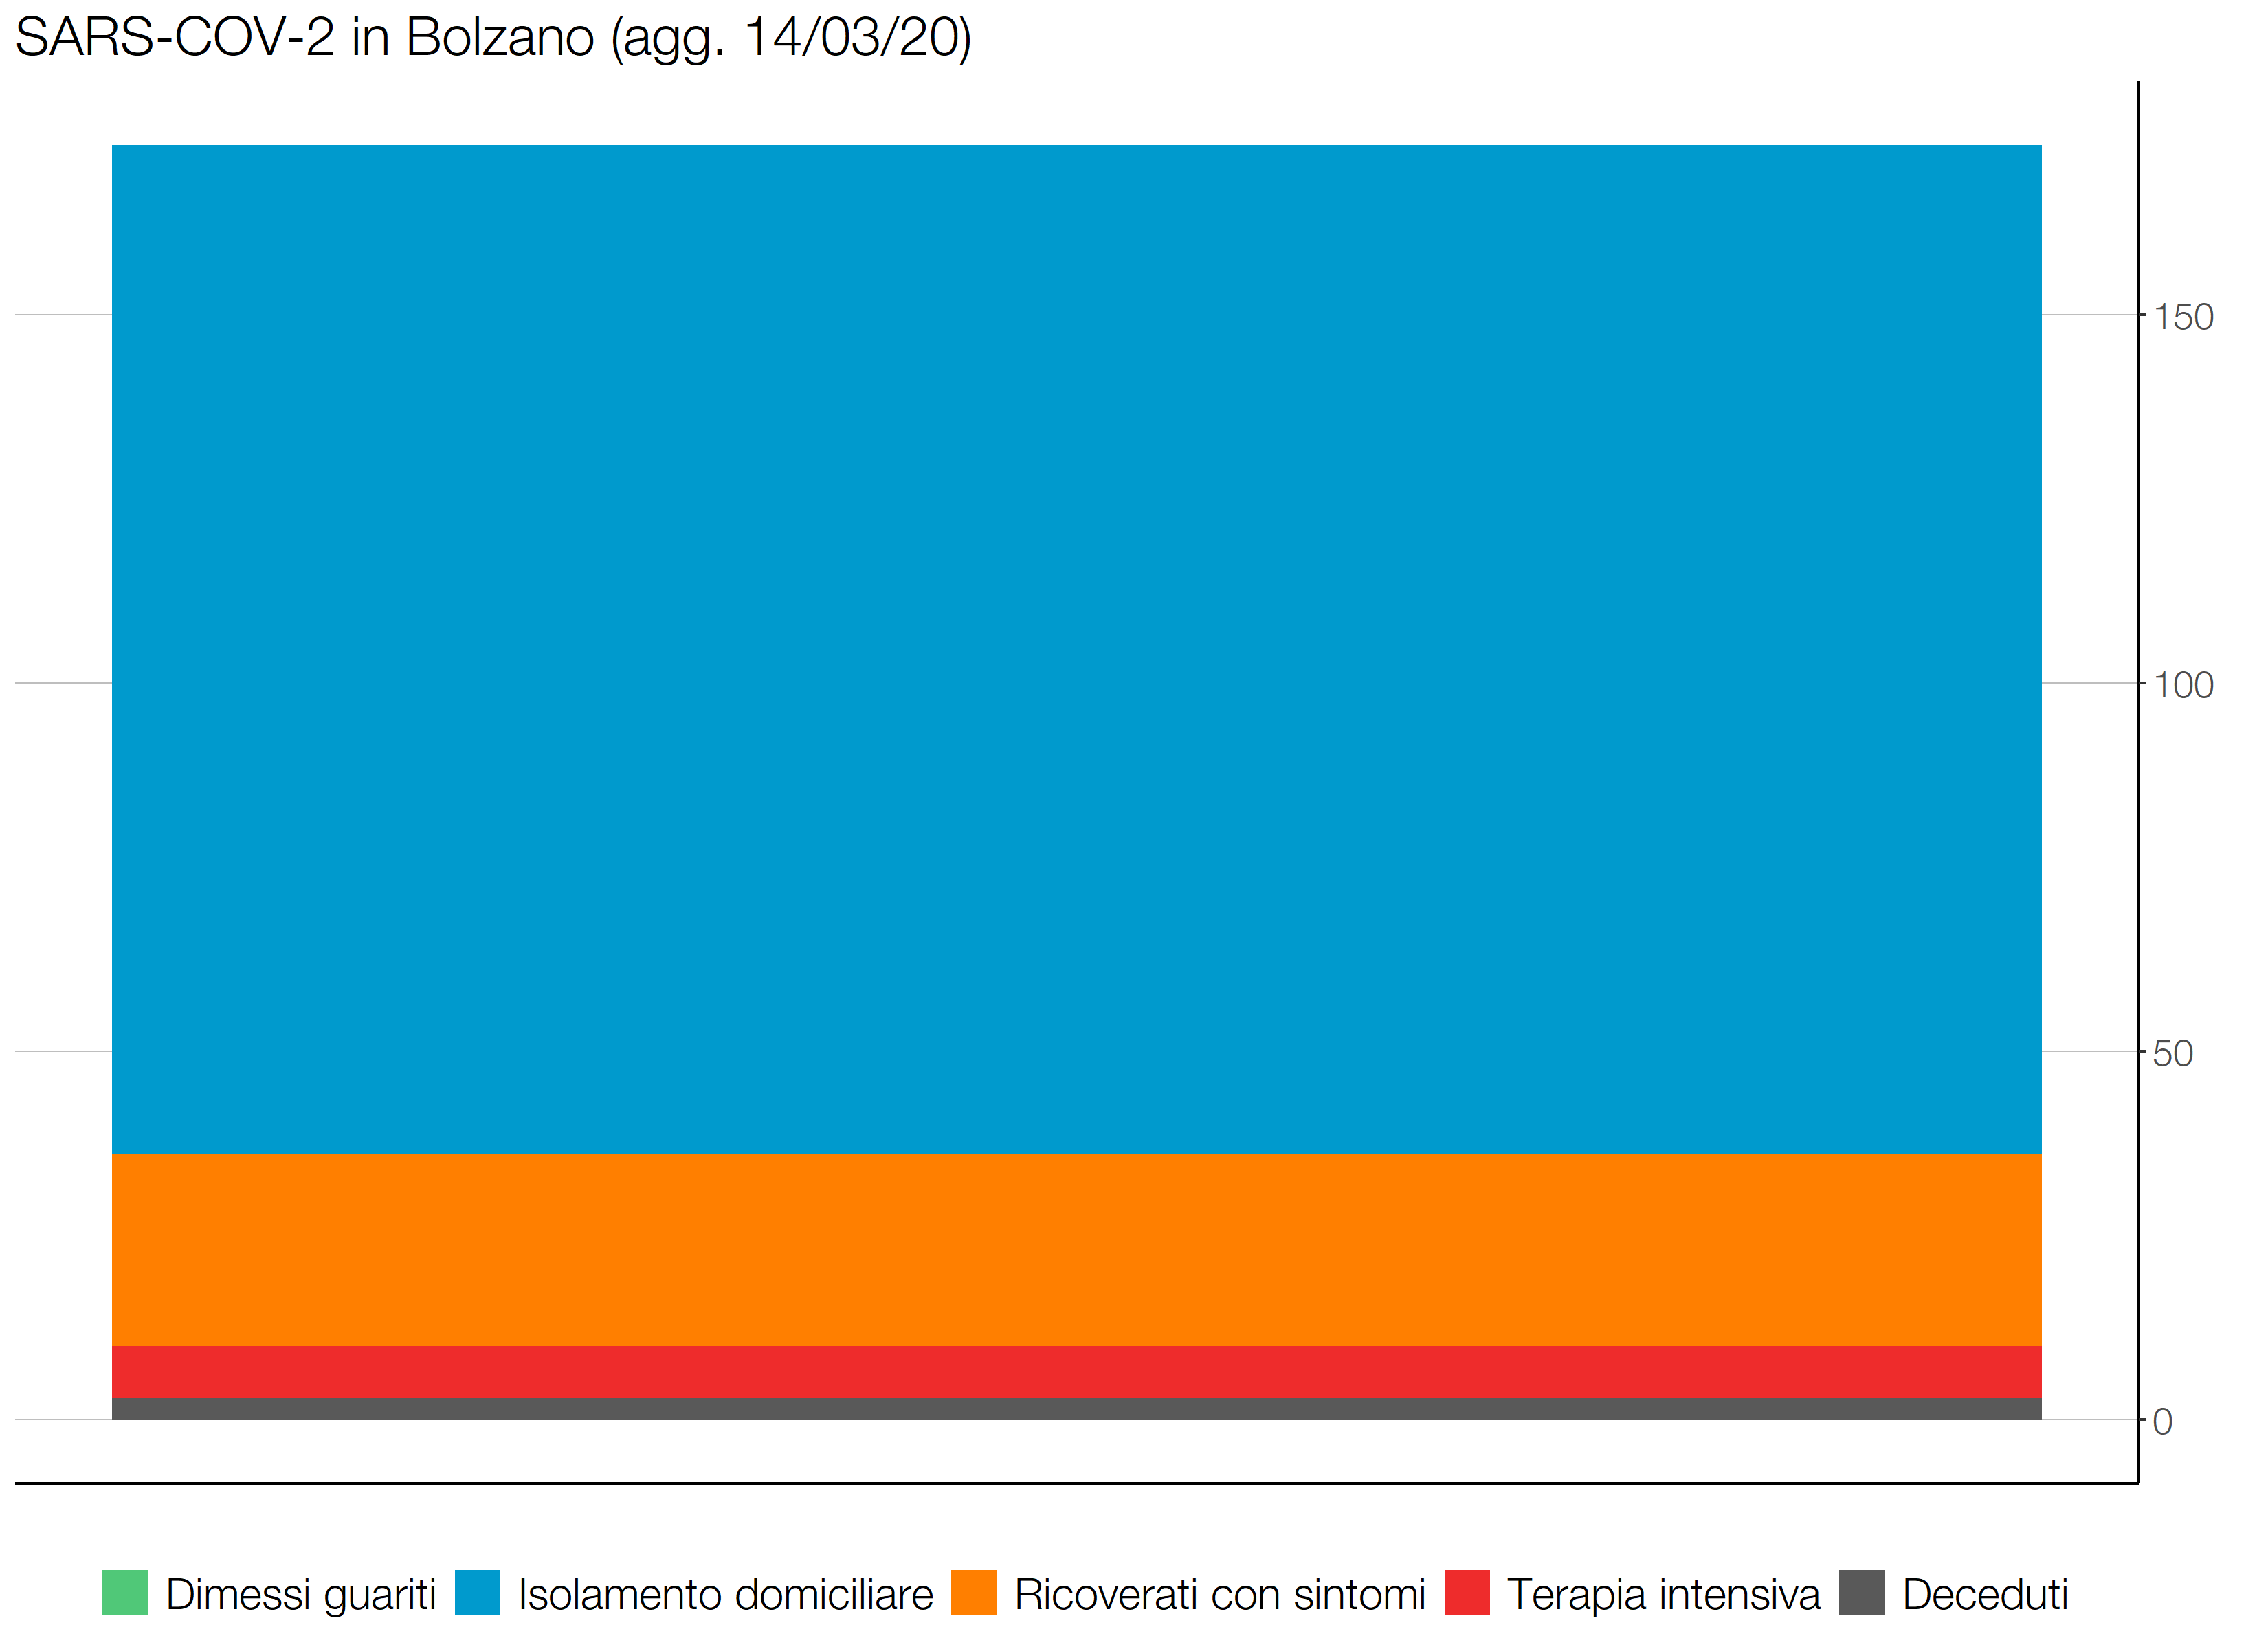 SARS-COV-2 in Bolzano (agg. 14/03/20)
150
100
50
0
Dimessi guariti Isolamento domiciliare Ricoverati con sintomi Terapia intensiva Deceduti